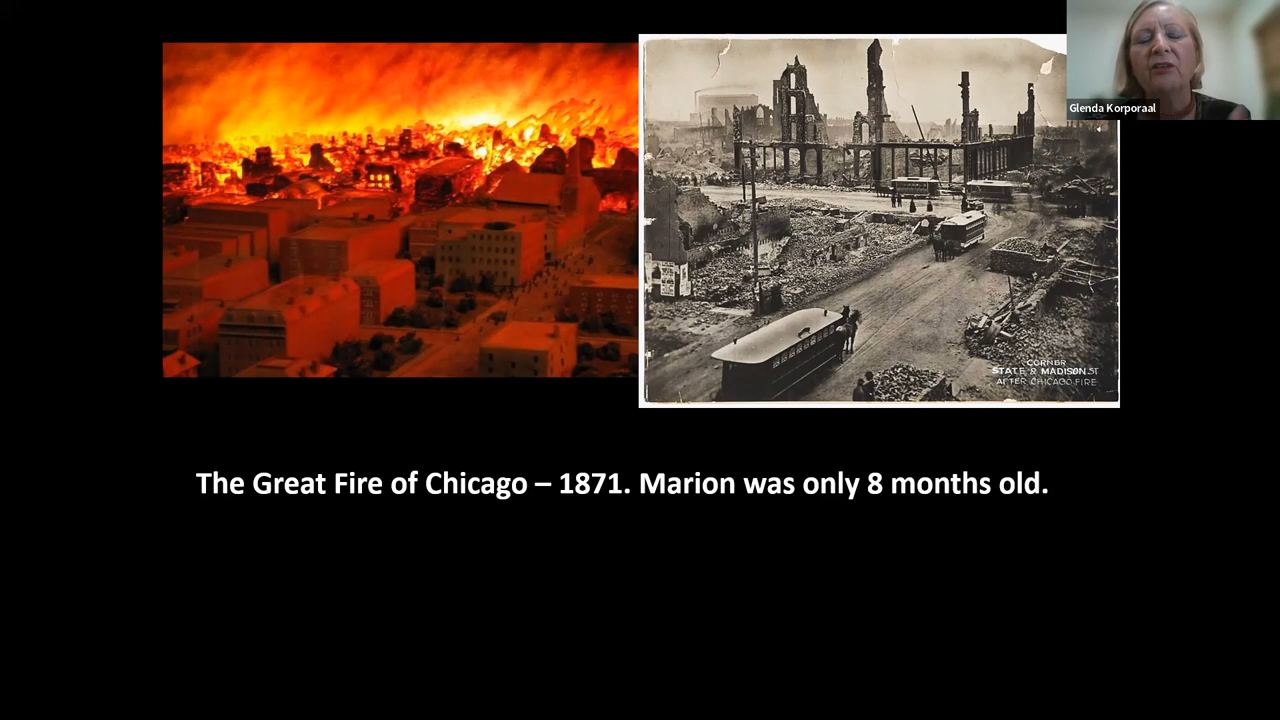 Glenda Korporaal
CORNER
STATE & MADISON ST
AFTER CHICAGO FIRE
The Great Fire of Chicago – 1871. Marion was only 8 months old.